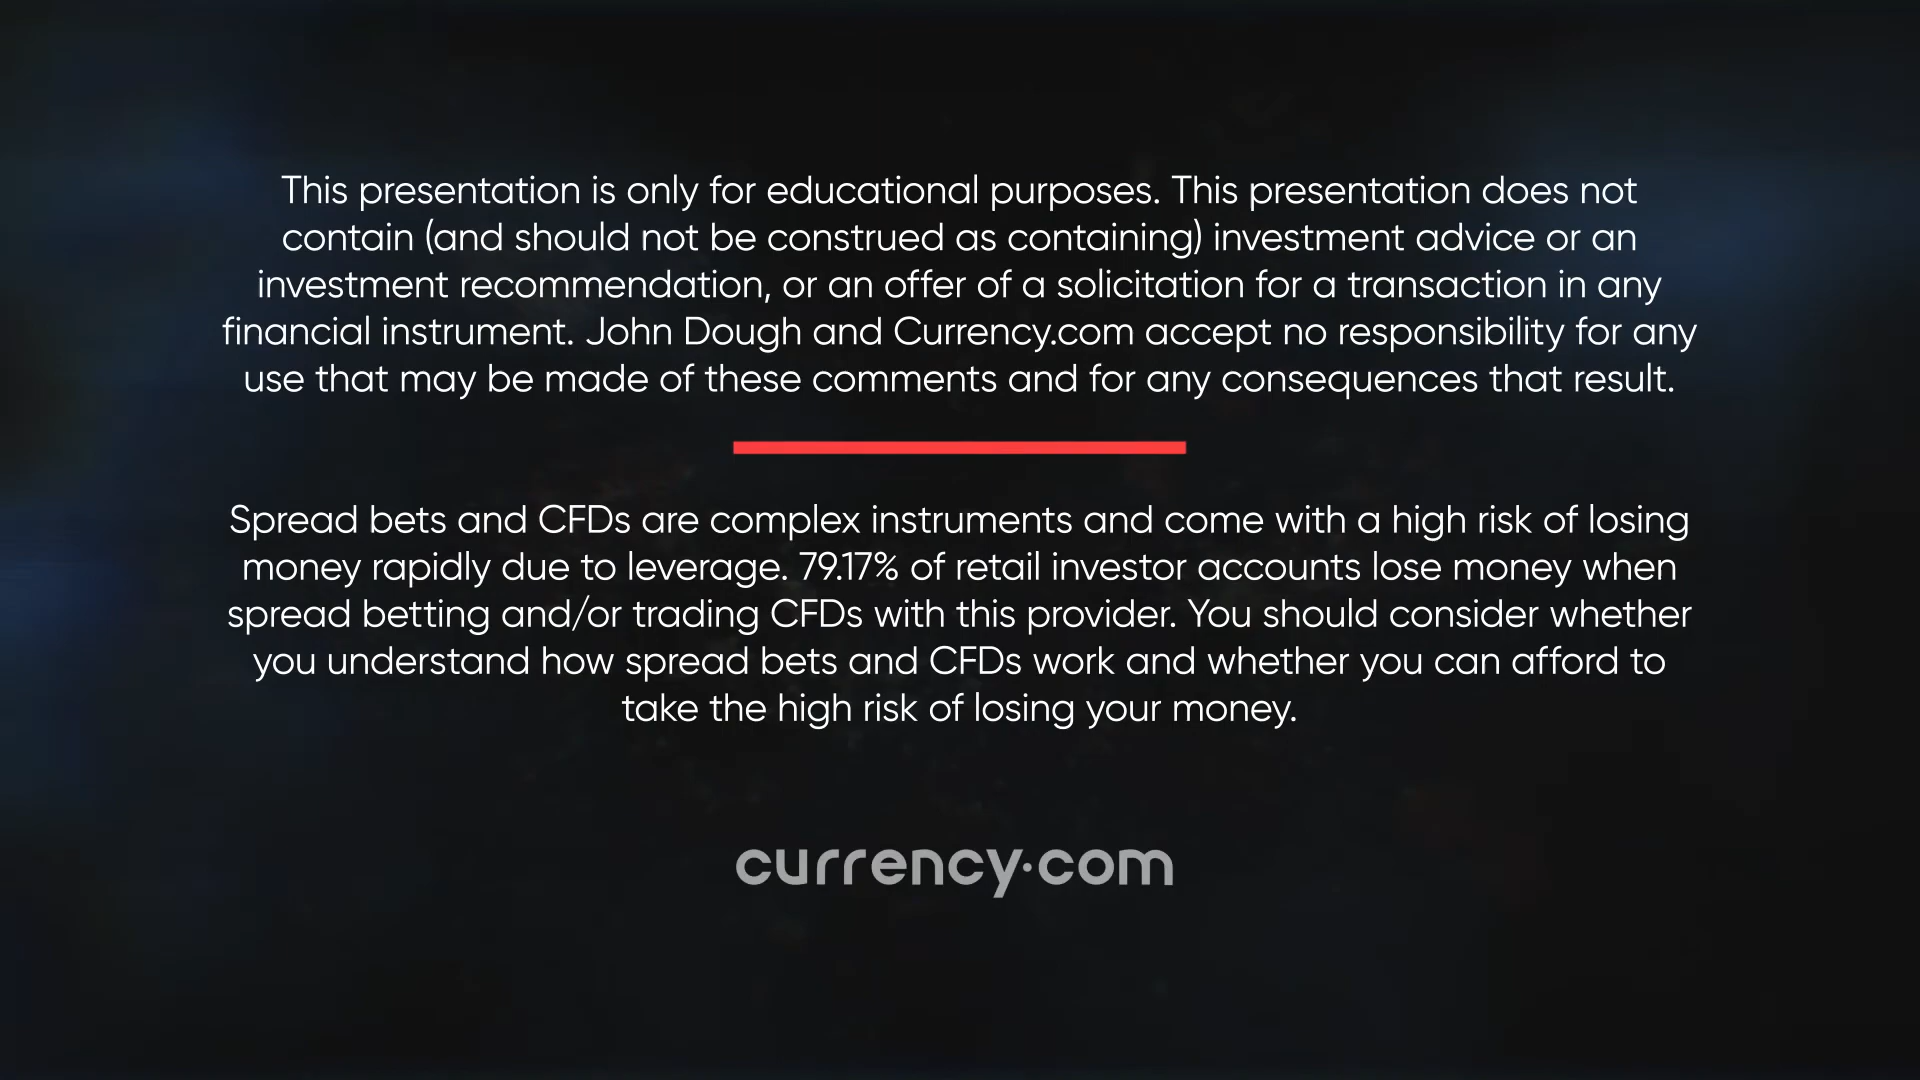 This presentation is only for educational purposes. This presentation does not
contain (and should not be construed as containing) investment advice or an
investment recommendation, or an offer of a solicitation for a transaction in any
financial instrument. John Dough and Currency.com accept no responsibility for any
use that may be made of these comments and for any consequences that result.
Spread bets and CFDs are complex instruments and come with a high risk of losing
money rapidly due to leverage. 79.17% of retail investor accounts lose money when
spread betting and/or trading CFDs with this provider. You should consider whether
you understand how spread bets and CFDs work and whether you can afford to
take the high risk of losing your money.
currency·com